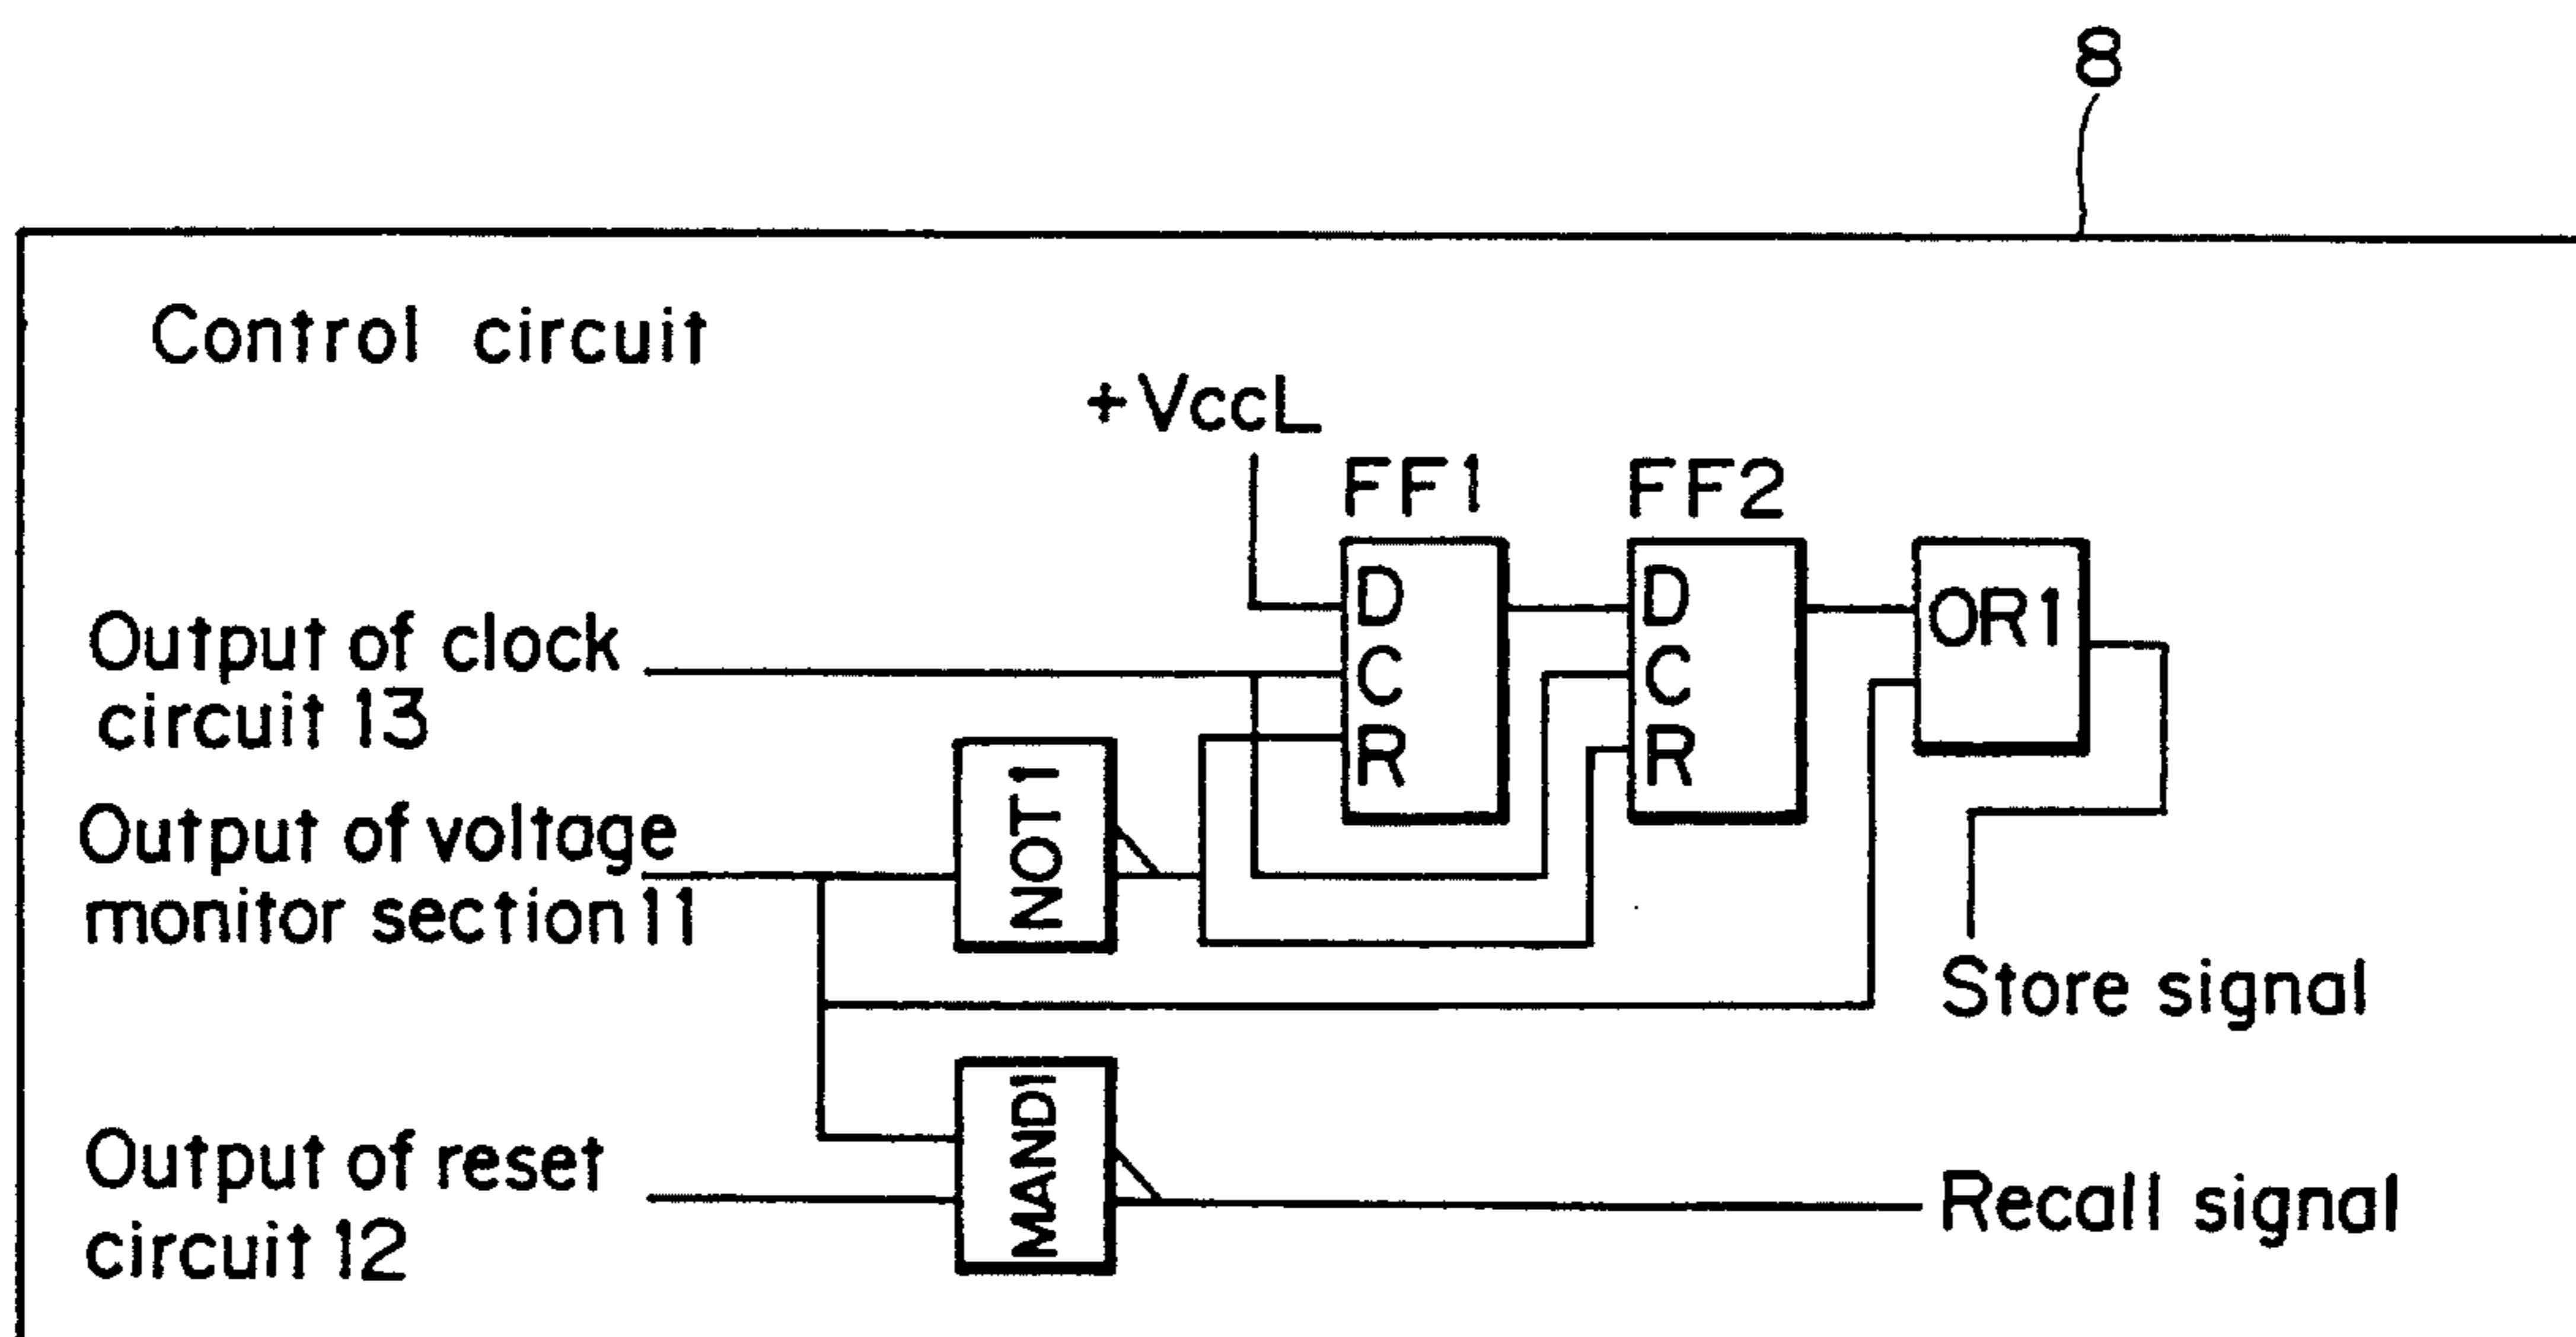 8
Control circuit
+VccL
FF1
FF2
D
C
R
D
C
R
OR1
Output of clock
circuit 13
NOT1
Output of voltage
monitor section 11
Store signal
MAND1
Output of reset
circuit 12
Recall signal